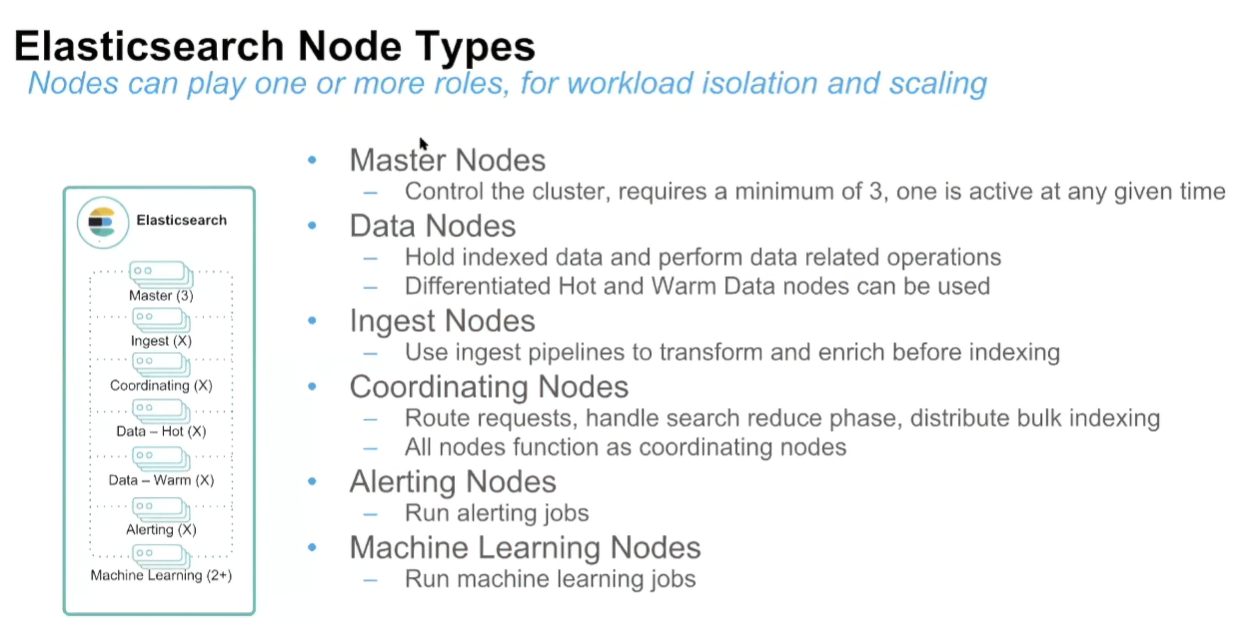 Elasticsearch Node Types
Nodes can play one or more roles, for workload isolation and scaling
Elasticsearch
Master (3)
Ingest (X)
Coordinating (X)
Data – Hot (X)
Data – Warm (X)
Alerting (X)
Machine Learning (2+)
• Master Nodes
– Control the cluster, requires a minimum of 3, one is active at any given time
• Data Nodes
– Hold indexed data and perform data related operations
– Differentiated Hot and Warm Data nodes can be used
• Ingest Nodes
– Use ingest pipelines to transform and enrich before indexing
• Coordinating Nodes
– Route requests, handle search reduce phase, distribute bulk indexing
– All nodes function as coordinating nodes
• Alerting Nodes
– Run alerting jobs
• Machine Learning Nodes
– Run machine learning jobs